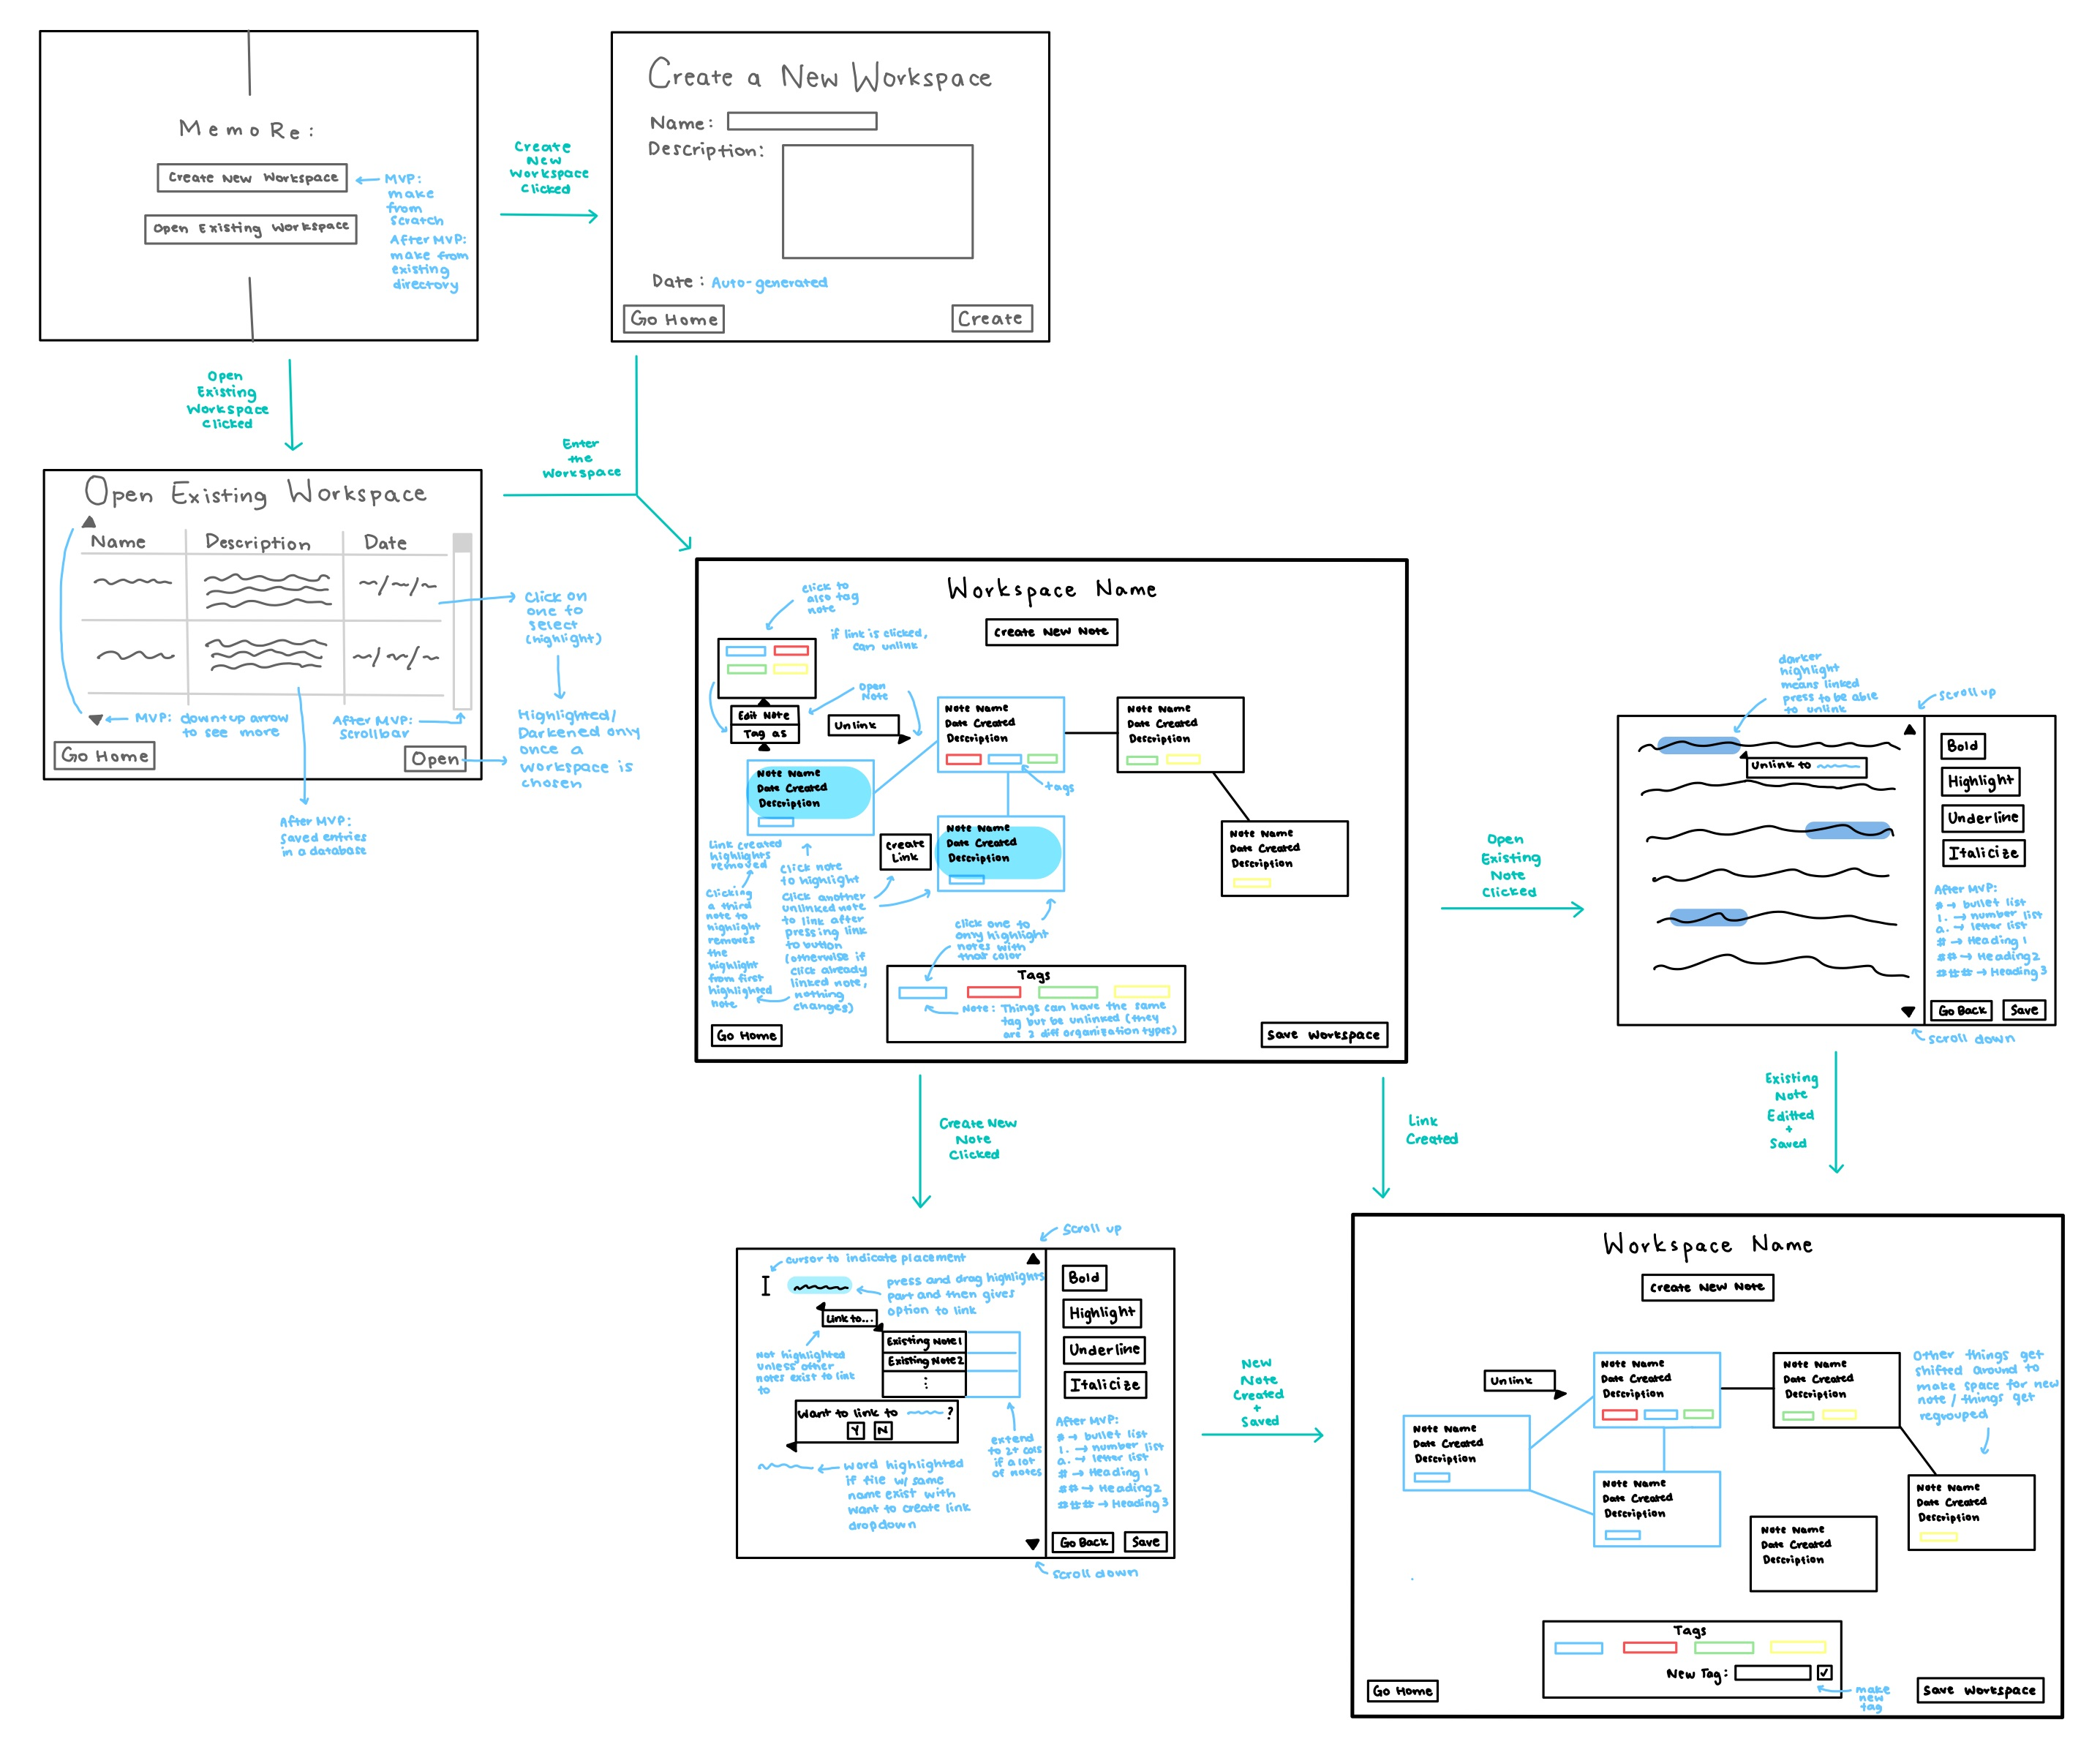 MemoRe:
Create New Workspace
Open Existing Workspace
MVP:
make
from
scratch
After MVP:
make from
existing
directory
Create
New
Workspace
Clicked
Create a New Workspace
Name:
Description:
Date: Auto-generated
Go Home
Create
Open
Existing
Workspace
Clicked
Enter
the
Workspace
Open Existing Workspace
Name
Description
Date
MVP: down+up arrow
to see more
After MVP:
Scrollbar
Go Home
Open
Click on
one to
select
(highlight)
Highlighted/
Darkened only
once a
workspace is
chosen
After MVP:
Saved entries
in a database
Workspace Name
Create New Note
click to
also tag
note
if link is clicked,
can unlink
Open
Note
Edit Note
Tag as
Unlink
Note Name
Date Created
Description
tags
Note Name
Date Created
Description
Note Name
Date Created
Description
Note Name
Date Created
Description
Note Name
Date Created
Description
Create
Link
Link created
highlights
removed
Clicking
a third
note to
highlight
removes
the
highlight
from first
highlighted
note
Click note
to highlight
Click another
unlinked note
to link after
pressing link
to button
(otherwise if
click already
linked note,
nothing
changes)
click one to
only highlight
notes with
that color
Tags
Note: Things can have the same
tag but be unlinked (they
are 2 diff organization types)
Go Home
Save Workspace
Open
Existing
Note
Clicked
darker
highlight
means linked
press to be able
to unlink
scroll up
Unlink to
Bold
Highlight
Underline
Italicize
After MVP:
* → bullet list
1. → number list
a. → letter list
# → Heading 1
## → Heading 2
### → Heading 3
Go Back
Save
scroll down
Create New
Note
Clicked
Link
Created
Existing
Note
Editted
+
Saved
Scroll up
cursor to indicate placement
press and drag highlights
part and then gives
option to link
Link to...
Not highlighted
unless other
notes exist to link
to
Existing Note 1
Existing Note 2
⋮
Want to link to ?
Y
N
extend
to 2+ cols
if a lot
of notes
Word highlighted
if file w/ same
name exist with
want to create link
dropdown
Bold
Highlight
Underline
Italicize
After MVP:
* → bullet list
1. → number list
a. → letter list
# → Heading 1
## → Heading 2
### → Heading 3
Go Back
Save
scroll down
New
Note
Created
+
Saved
Workspace Name
Create New Note
Unlink
Note Name
Date Created
Description
Note Name
Date Created
Description
Note Name
Date Created
Description
Note Name
Date Created
Description
Note Name
Date Created
Description
Note Name
Date Created
Description
Other things get
shifted around to
make space for new
note / things get
regrouped
Tags
New Tag:
make
new
tag
Go Home
Save Workspace